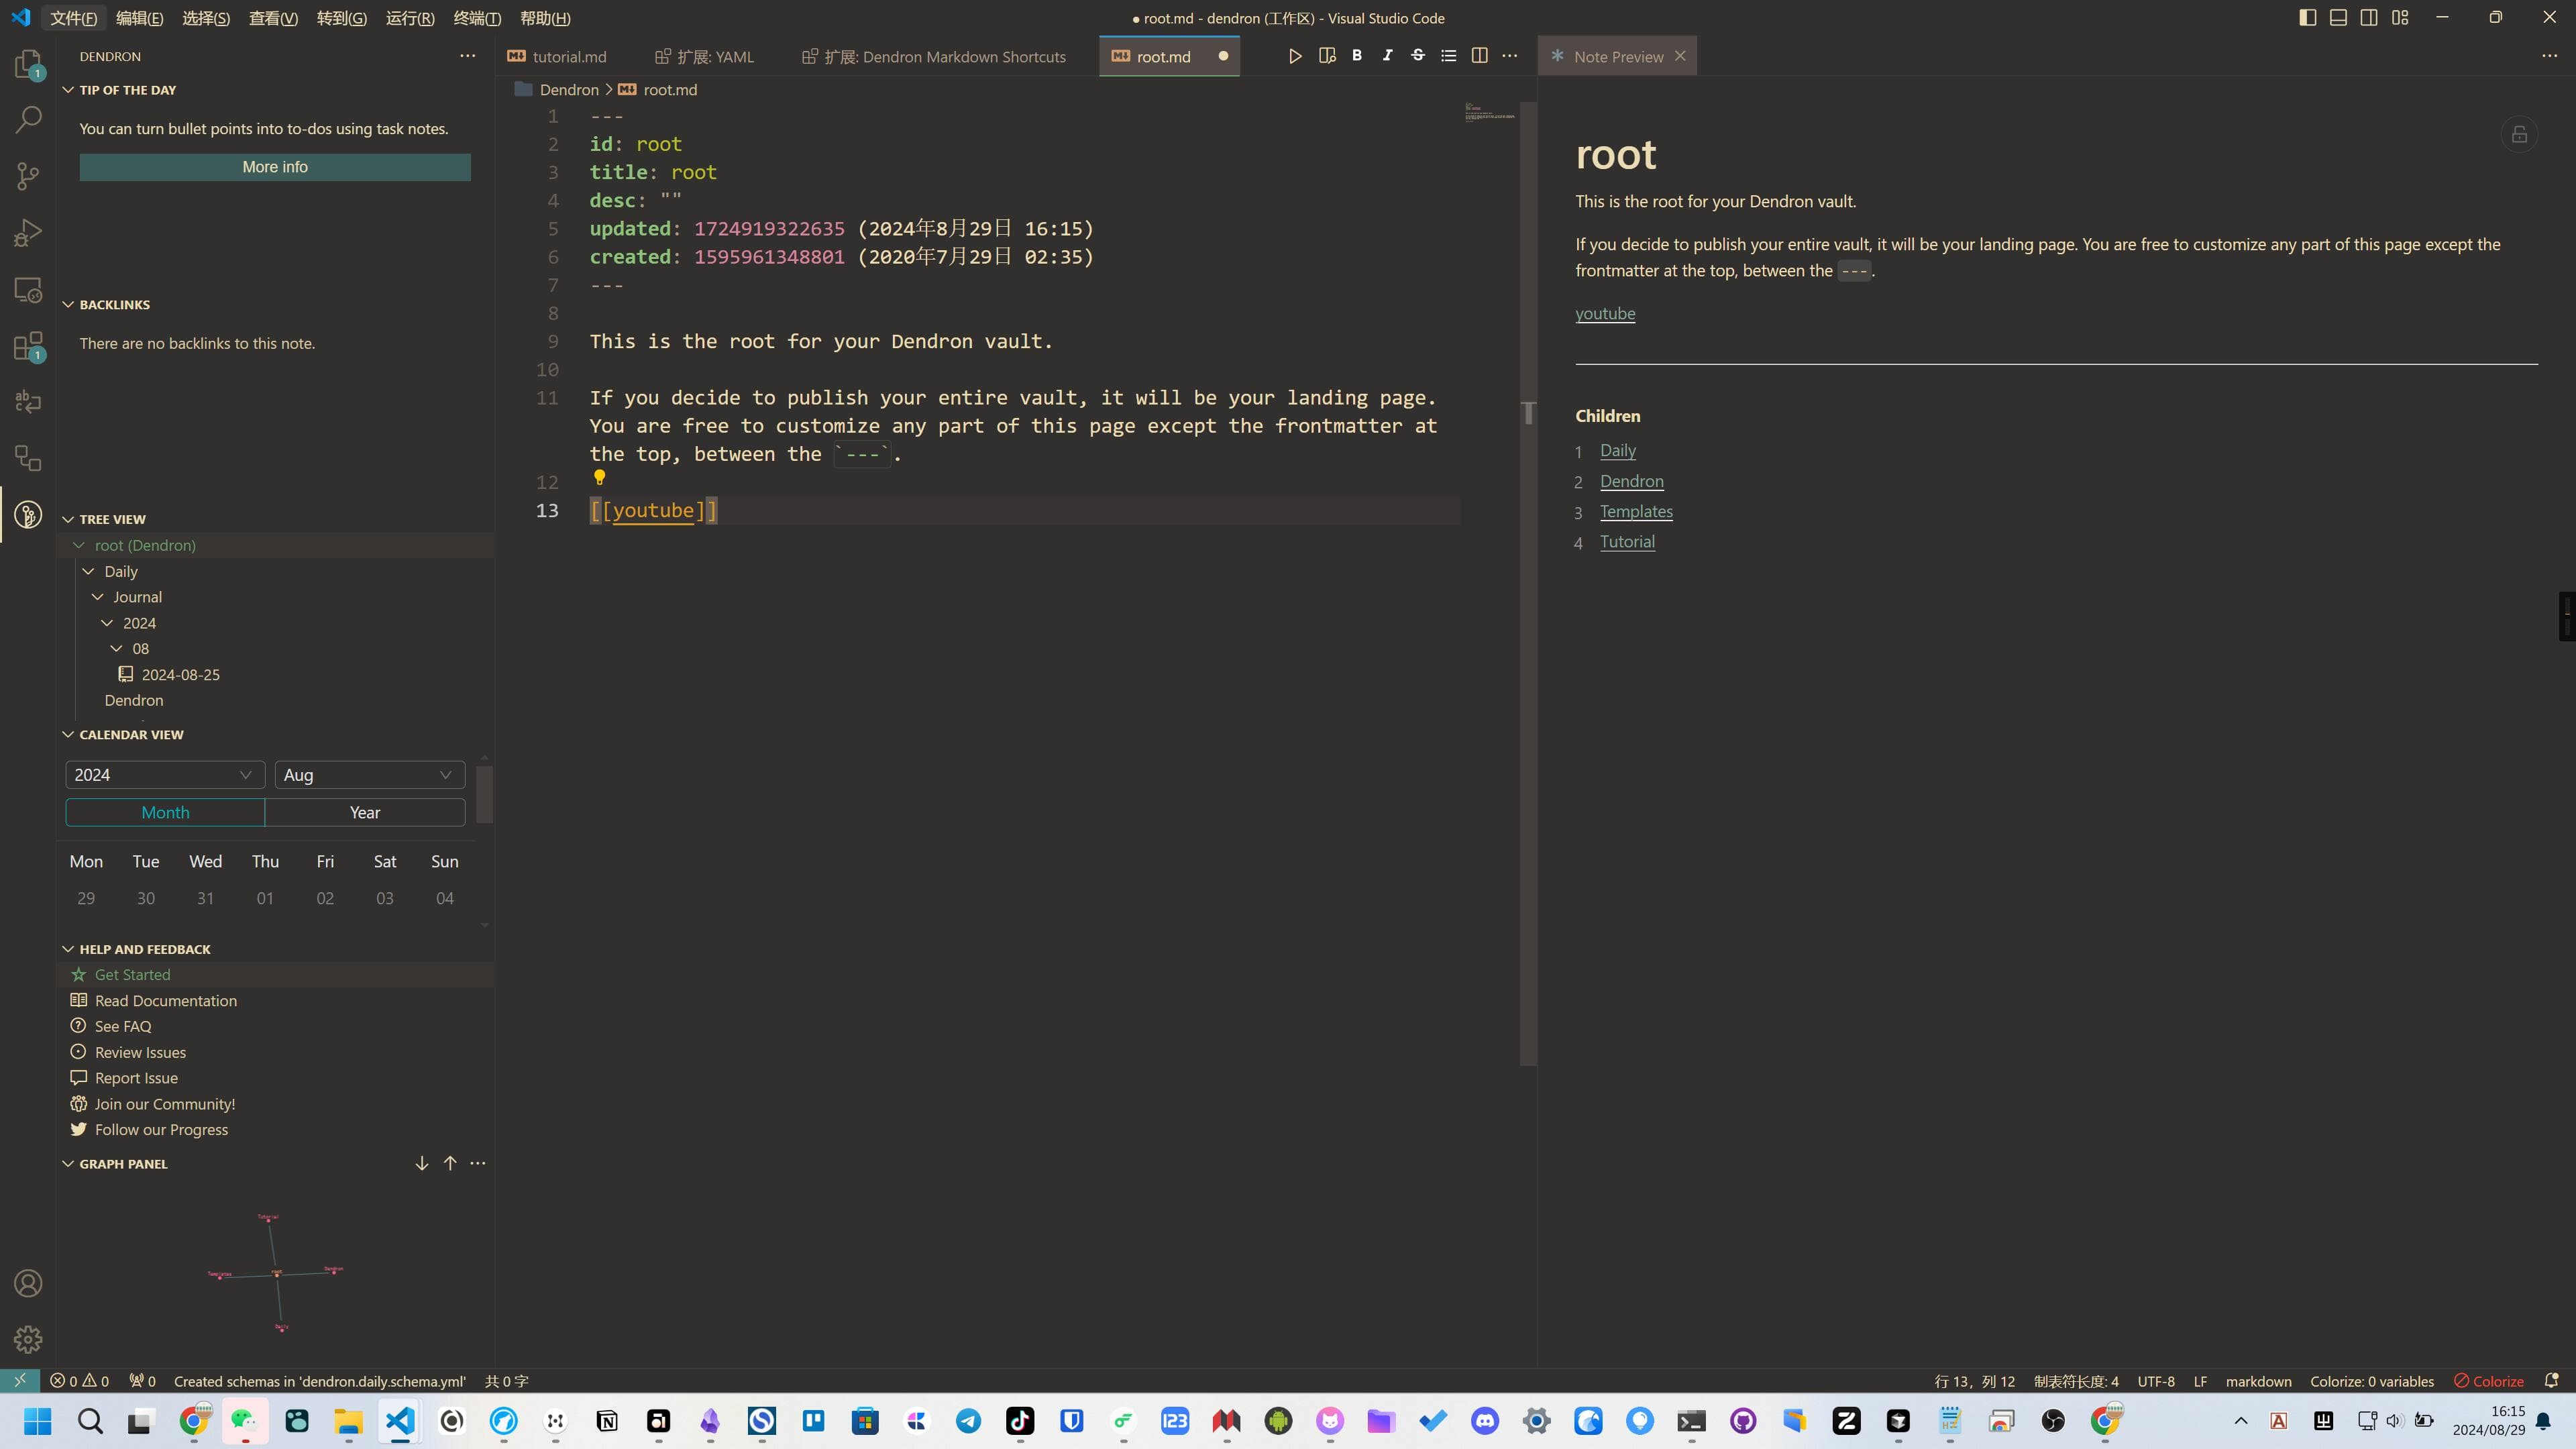 文件(F) 编辑(E) 选择(S) 查看(V) 转到(G) 运行(R) 终端(T) 帮助(H)
● root.md - dendron (工作区) - Visual Studio Code
DENDRON
TIP OF THE DAY
You can turn bullet points into to-dos using task notes.
More info
BACKLINKS
There are no backlinks to this note.
TREE VIEW
root (Dendron)
Daily
Journal
2024
08
2024-08-25
Dendron
CALENDAR VIEW
2024 Aug
Month Year
Mon Tue Wed Thu Fri Sat Sun
29 30 31 01 02 03 04
HELP AND FEEDBACK
Get Started
Read Documentation
See FAQ
Review Issues
Report Issue
Join our Community!
Follow our Progress
GRAPH PANEL
Tutorial
Templates root Dendron
Daily
tutorial.md 扩展: YAML 扩展: Dendron Markdown Shortcuts root.md
Dendron > root.md
1 ---
2 id: root
3 title: root
4 desc: ""
5 updated: 1724919322635 (2024年8月29日 16:15)
6 created: 1595961348801 (2020年7月29日 02:35)
7 ---
8
9 This is the root for your Dendron vault.
10
11 If you decide to publish your entire vault, it will be your landing page.
You are free to customize any part of this page except the frontmatter at
the top, between the `---`.
12
13 [[youtube]]
Note Preview
root
This is the root for your Dendron vault.
If you decide to publish your entire vault, it will be your landing page. You are free to customize any part of this page except the
frontmatter at the top, between the ---.
youtube
Children
1 Daily
2 Dendron
3 Templates
4 Tutorial
0 0 0 Created schemas in 'dendron.daily.schema.yml' 共 0 字
行 13，列 12 制表符长度: 4 UTF-8 LF markdown Colorize: 0 variables Colorize
123
16:15
2024/08/29